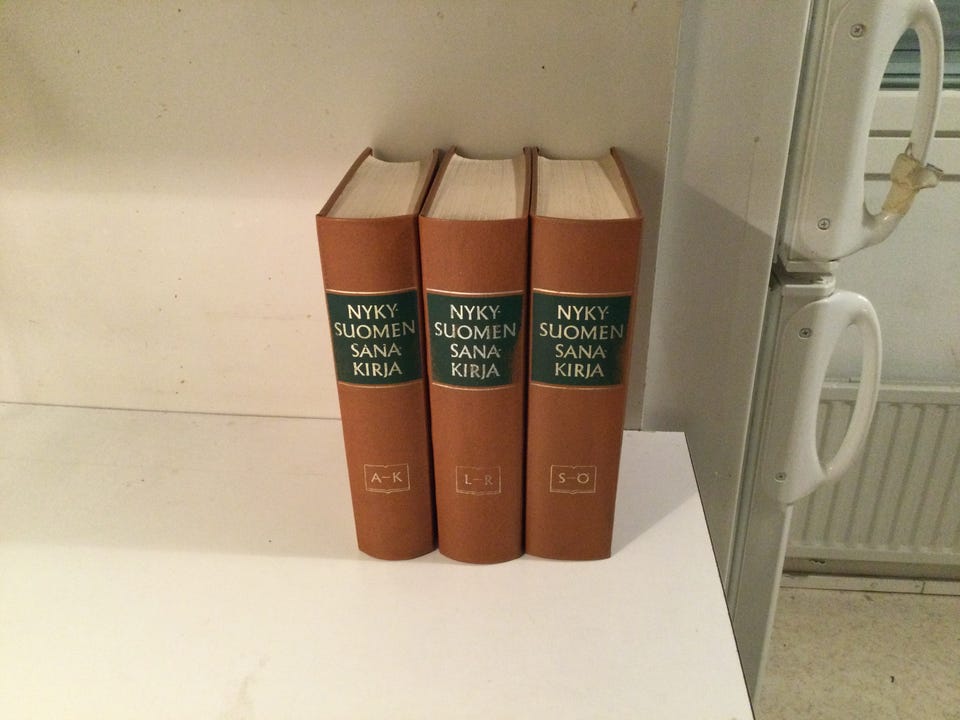 NYKY-
SUOMEN
SANA-
KIRJA
A-K
NYKY-
SUOMEN
SANA-
KIRJA
L-R
NYKY-
SUOMEN
SANA-
KIRJA
S-Ö